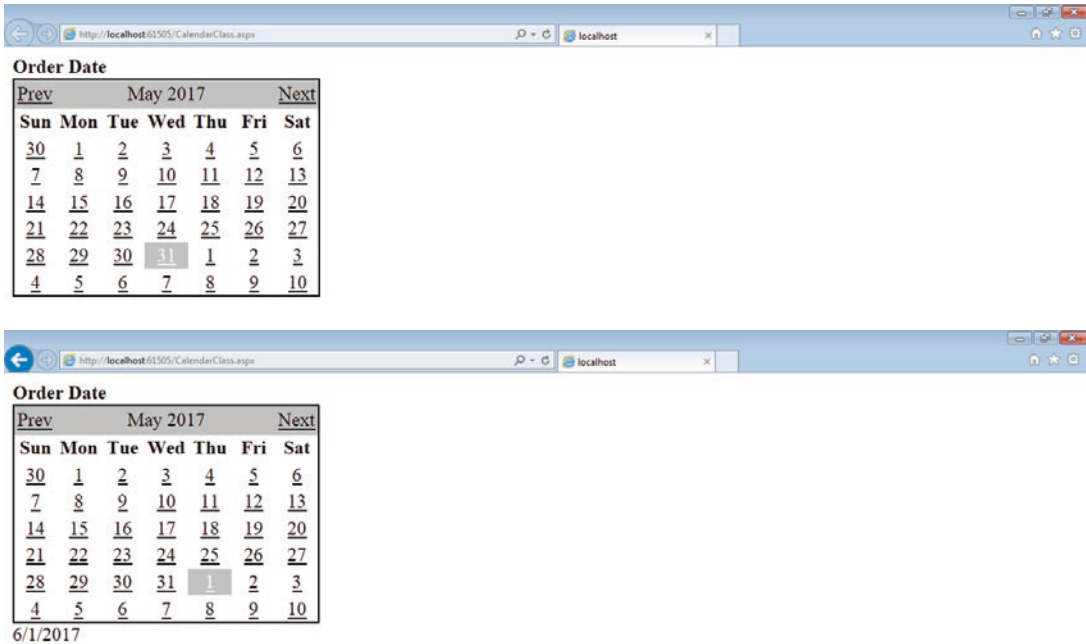 http://localhost:61505/CalendarClass.aspx localhost
Order Date
Prev May 2017 Next
Sun Mon Tue Wed Thu Fri Sat
30 1 2 3 4 5 6
7 8 9 10 11 12 13
14 15 16 17 18 19 20
21 22 23 24 25 26 27
28 29 30 31 1 2 3
4 5 6 7 8 9 10
http://localhost:61505/CalendarClass.aspx localhost
Order Date
Prev May 2017 Next
Sun Mon Tue Wed Thu Fri Sat
30 1 2 3 4 5 6
7 8 9 10 11 12 13
14 15 16 17 18 19 20
21 22 23 24 25 26 27
28 29 30 31 1 2 3
4 5 6 7 8 9 10
6/1/2017